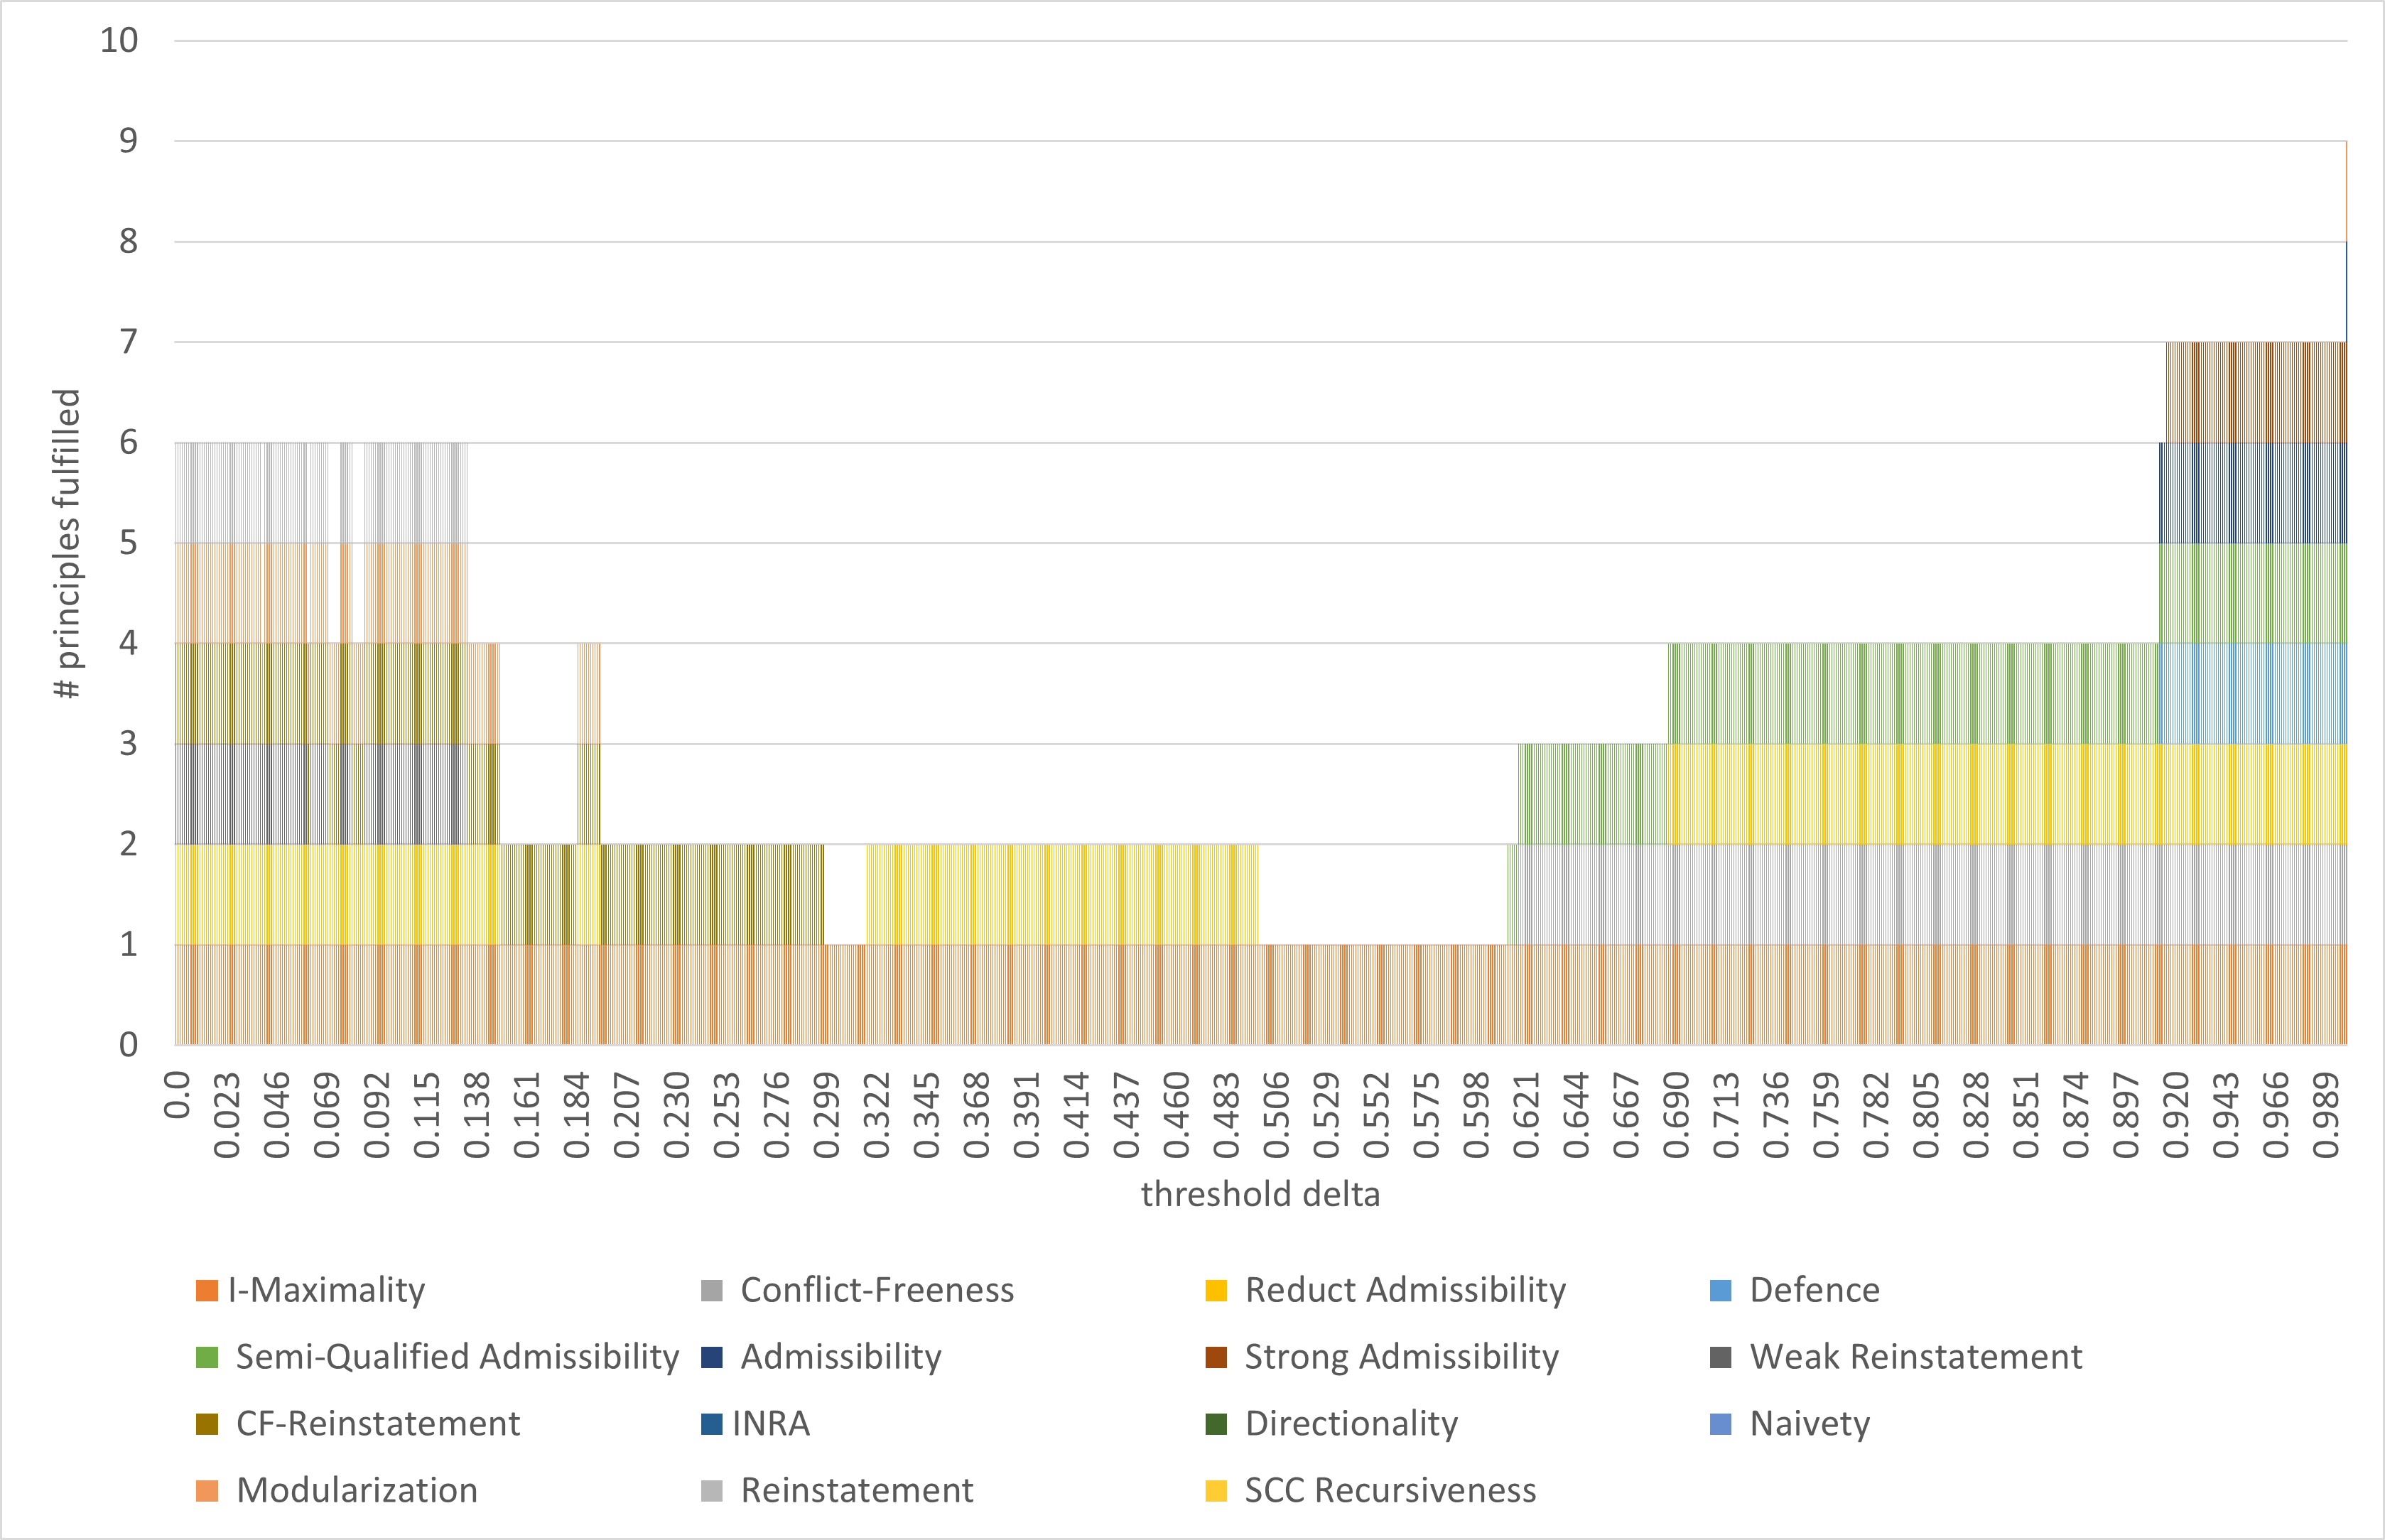 10
9
8
7
6
5
4
3
2
1
0
# principles fulfilled
0.0 0.023 0.046 0.069 0.092 0.115 0.138 0.161 0.184 0.207 0.230 0.253 0.276 0.299 0.322 0.345 0.368 0.391 0.414 0.437 0.460 0.483 0.506 0.529 0.552 0.575 0.598 0.621 0.644 0.667 0.690 0.713 0.736 0.759 0.782 0.805 0.828 0.851 0.874 0.897 0.920 0.943 0.966 0.989
threshold delta
I-Maximality Conflict-Freeness Reduct Admissibility Defence
Semi-Qualified Admissibility Admissibility Strong Admissibility Weak Reinstatement
CF-Reinstatement INRA Directionality Naivety
Modularization Reinstatement SCC Recursiveness